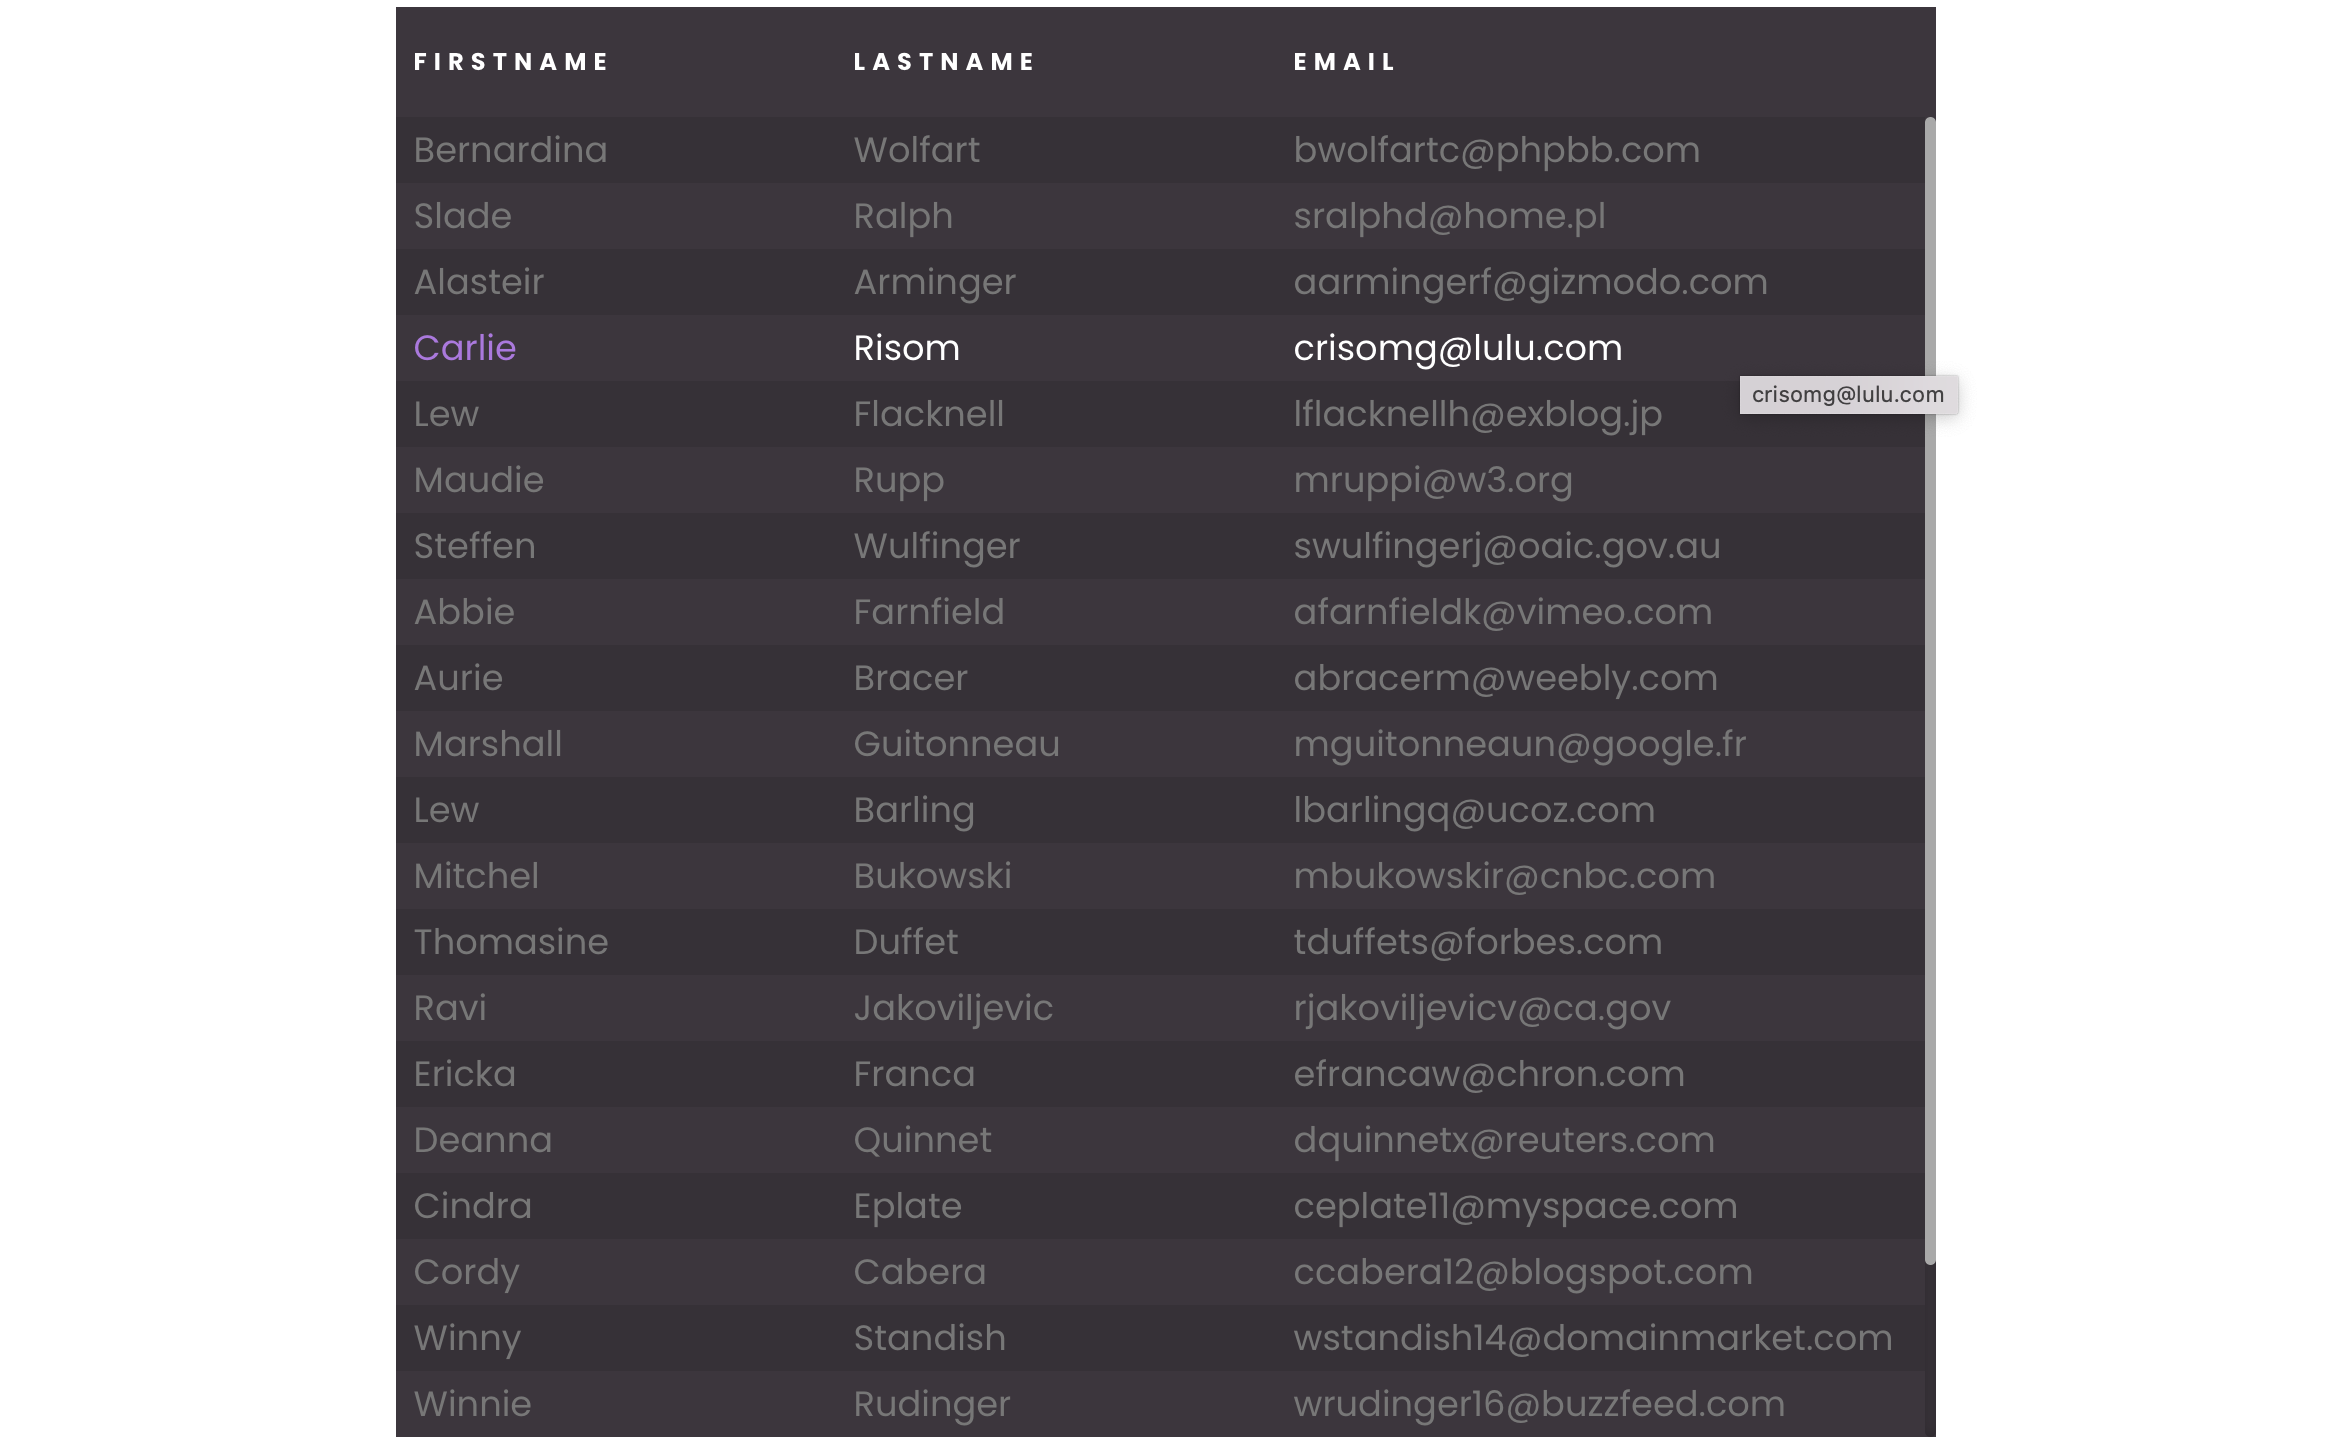 FIRSTNAME LASTNAME EMAIL
Bernardina Wolfart bwolfartc@phpbb.com
Slade Ralph sralphd@home.pl
Alasteir Arminger aarmingerf@gizmodo.com
Carlie Risom crisomg@lulu.com
crisomg@lulu.com
Lew Flacknell lflacknellh@exblog.jp
Maudie Rupp mruppi@w3.org
Steffen Wulfinger swulfingerj@oaic.gov.au
Abbie Farnfield afarnfieldk@vimeo.com
Aurie Bracer abracerm@weebly.com
Marshall Guitonneau mguitonneaun@google.fr
Lew Barling lbarlingq@ucoz.com
Mitchel Bukowski mbukowskir@cnbc.com
Thomasine Duffet tduffets@forbes.com
Ravi Jakoviljevic rjakoviljevicv@ca.gov
Ericka Franca efrancaw@chron.com
Deanna Quinnet dquinnetx@reuters.com
Cindra Eplate ceplate11@myspace.com
Cordy Cabera ccabera12@blogspot.com
Winny Standish wstandish14@domainmarket.com
Winnie Rudinger wrudinger16@buzzfeed.com